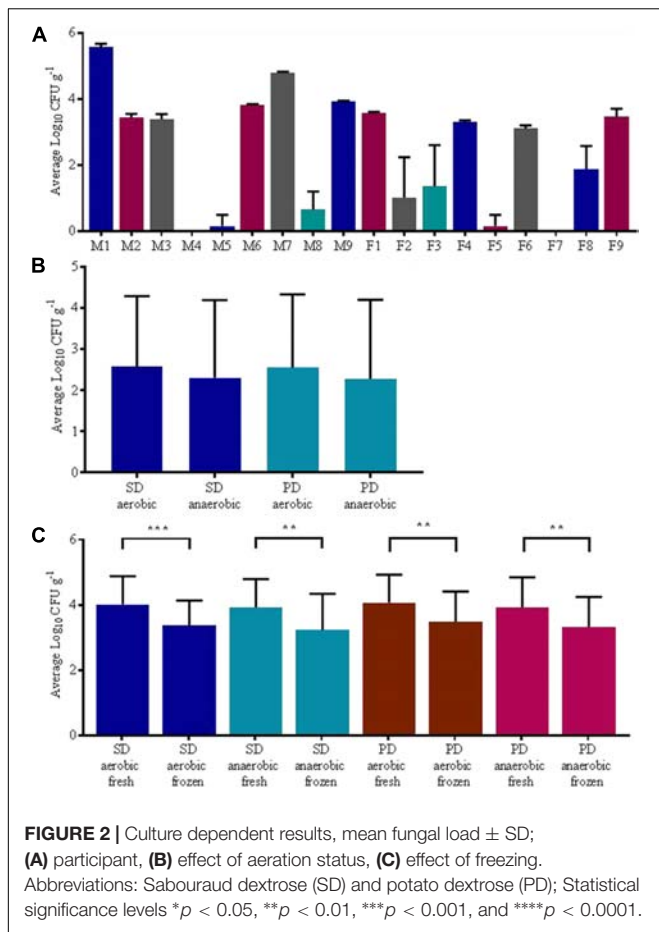 A
Average Log10 CFU g-1
6
4
2
0
M1 M2 M3 M4 M5 M6 M7 M8 M9 F1 F2 F3 F4 F5 F6 F7 F8 F9
B
Average Log10 CFU g-1
5
4
3
2
1
0
SD aerobic
SD anaerobic
PD aerobic
PD anaerobic
C
*** ** ** **
Average Log10 CFU g-1
6
4
2
0
SD aerobic fresh
SD aerobic frozen
SD anaerobic fresh
SD anaerobic frozen
PD aerobic fresh
PD aerobic frozen
PD anaerobic fresh
PD anaerobic frozen
FIGURE 2 | Culture dependent results, mean fungal load ± SD;
(A) participant, (B) effect of aeration status, (C) effect of freezing.
Abbreviations: Sabouraud dextrose (SD) and potato dextrose (PD); Statistical
significance levels *p < 0.05, **p < 0.01, ***p < 0.001, and ****p < 0.0001.